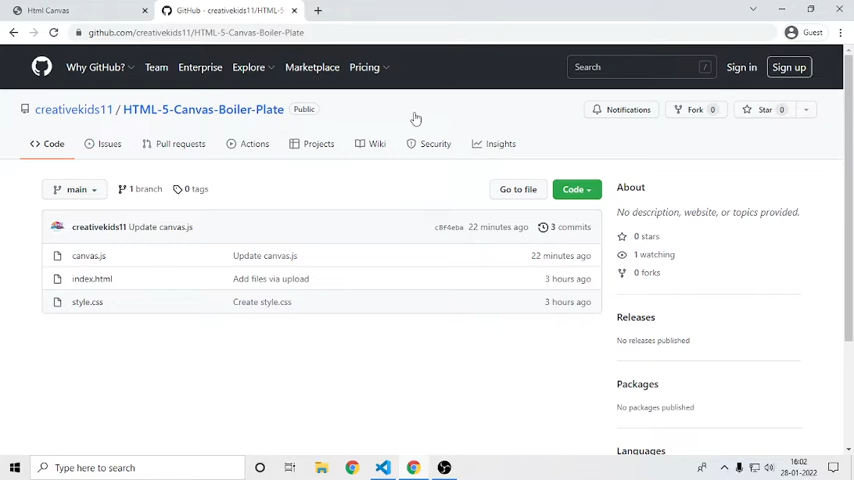 Html Canvas
GitHub - creativekids11/HTML-5-
github.com/creativekids11/HTML-5-Canvas-Boiler-Plate
Guest
Why GitHub? Team Enterprise Explore Marketplace Pricing
Search /
Sign in Sign up
creativekids11 / HTML-5-Canvas-Boiler-Plate Public
Notifications Fork 0 Star 0
Code Issues Pull requests Actions Projects Wiki Security Insights
main 1 branch 0 tags Go to file Code
creativekids11 Update canvas.js c8f4eba 22 minutes ago 3 commits
canvas.js Update canvas.js 22 minutes ago
index.html Add files via upload 3 hours ago
style.css Create style.css 3 hours ago
About
No description, website, or topics provided.
0 stars
1 watching
0 forks
Releases
No releases published
Packages
No packages published
Languages
Type here to search
16:02
28-01-2022